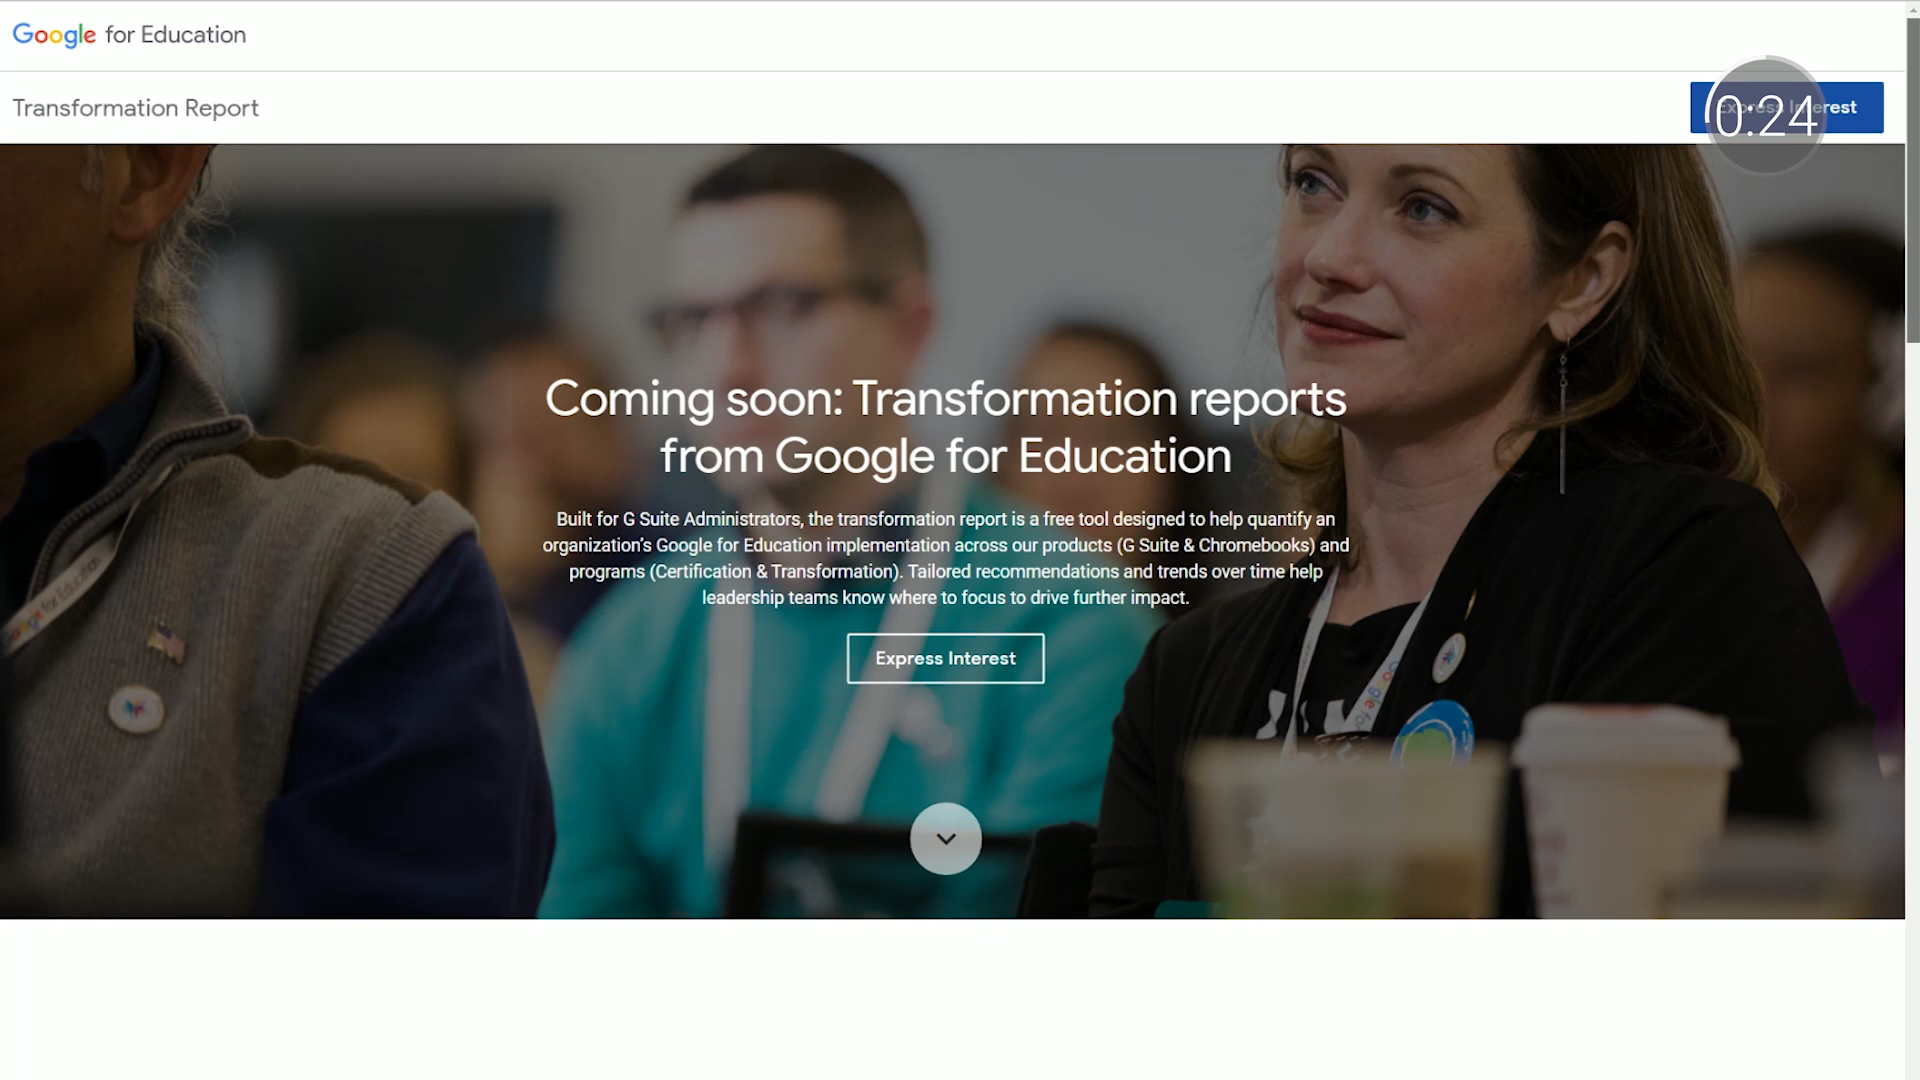 Google for Education
Transformation Report
Express Interest
0:24
Coming soon: Transformation reports
from Google for Education
Built for G Suite Administrators, the transformation report is a free tool designed to help quantify an
organization's Google for Education implementation across our products (G Suite & Chromebooks) and
programs (Certification & Transformation). Tailored recommendations and trends over time help
leadership teams know where to focus to drive further impact.
Express Interest